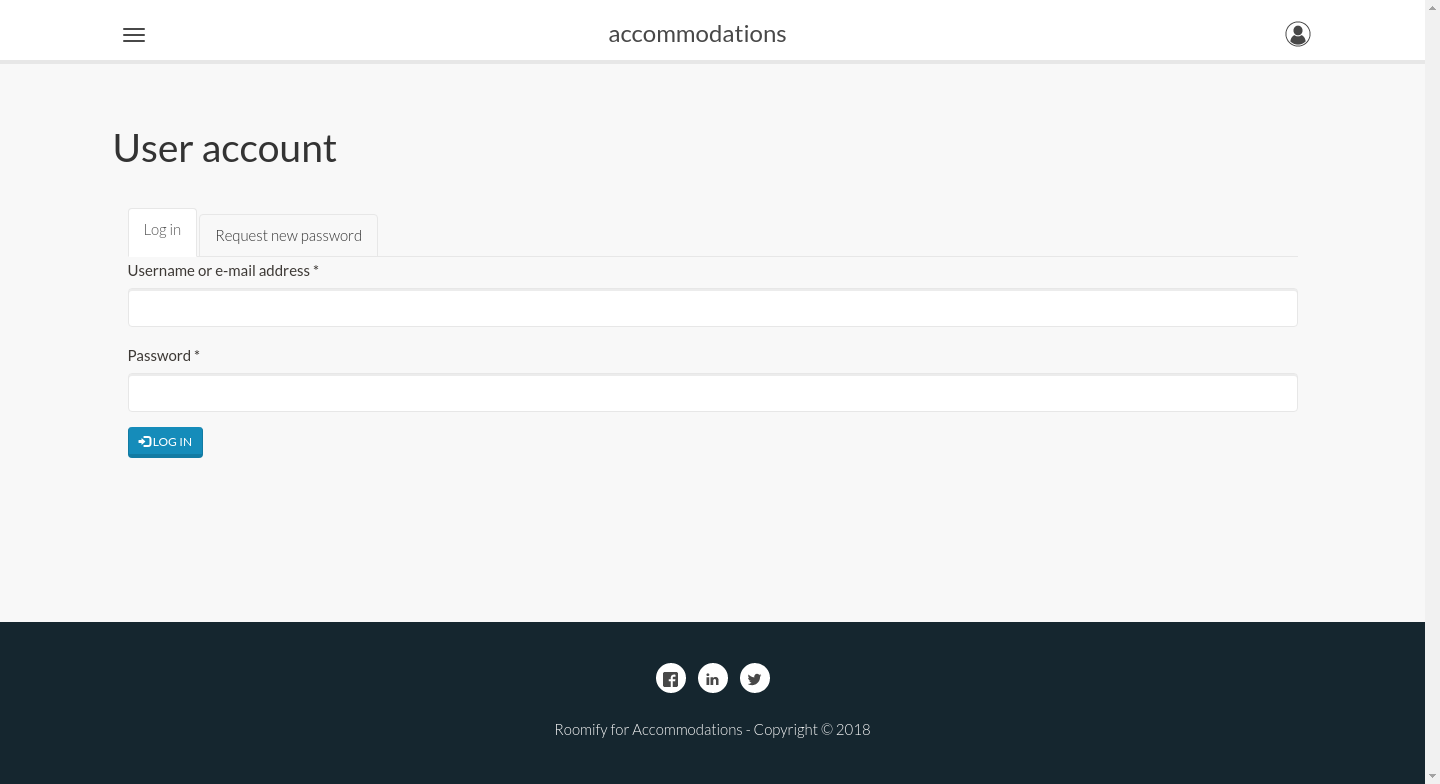 accommodations
User account
Log in
Request new password
Username or e-mail address *
Password *
LOG IN
Roomify for Accommodations - Copyright © 2018